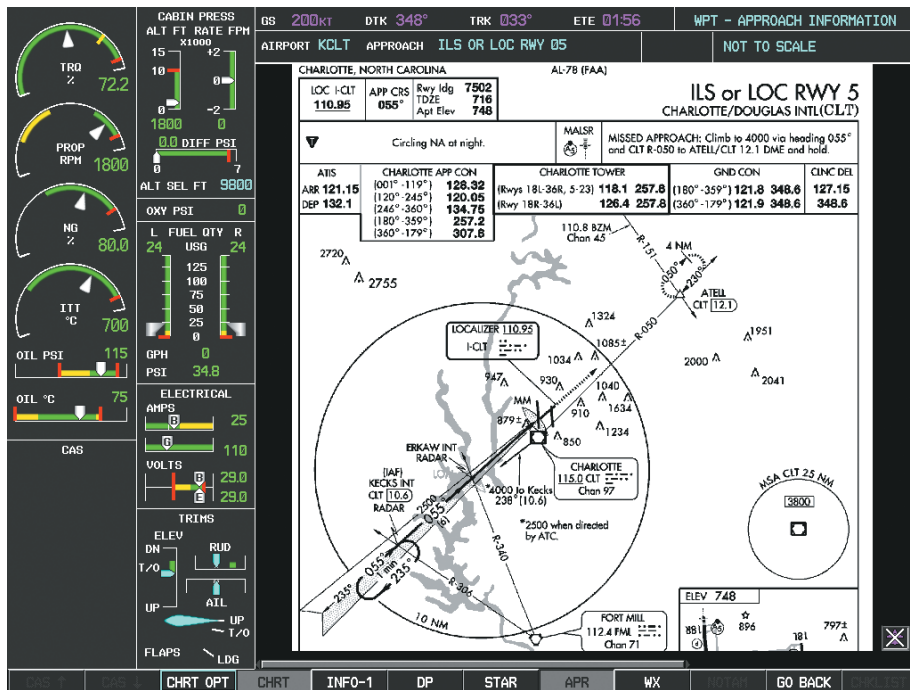 GS 200KT DTK 348° TRK 033° ETE 01:56 WPT - APPROACH INFORMATION
AIRPORT KCLT APPROACH ILS OR LOC RWY 05 NOT TO SCALE
TRQ
%
72.2
PROP
RPM
1800
NG
%
80.0
ITT
°C
700
OIL PSI 115
OIL °C 75
CAS
CABIN PRESS
ALT FT RATE FPM
X1000
15 +2
10 0
0 -2
1800 0
0.0 DIFF PSI
0 7
ALT SEL FT 9800
OXY PSI 0
L FUEL QTY R
24 USG 24
125
100
75
50
25
0
GPH 0
PSI 34.8
ELECTRICAL
AMPS
B 25
G 110
VOLTS
B 29.0
E 29.0
TRIMS
ELEV
DN RUD
T/O
AIL
UP
UP
T/O
FLAPS LDG
CHARLOTTE, NORTH CAROLINA AL-78 (FAA)
LOC I-CLT
110.95
APP CRS
055°
Rwy ldg 7502
TDZE 716
Apt Elev 748
ILS or LOC RWY 5
CHARLOTTE/DOUGLAS INTL(CLT)
T
Circling NA at night.
MALSR
A5
MISSED APPROACH: Climb to 4000 via heading 055°
and CLT R-050 to ATELL/CLT 12.1 DME and hold.
ATIS
ARR 121.15
DEP 132.1
CHARLOTTE APP CON
(001°-119°) 128.32
(120°-245°) 120.05
(246°-360°) 134.75
(180°-359°) 257.2
(360°-179°) 307.8
CHARLOTTE TOWER
(Rwys 18L-36R, 5-23) 118.1 257.8
(Rwy 18R-36L) 126.4 257.8
GND CON
(180°-359°) 121.8 348.6
(360°-179°) 121.9 348.6
CLNC DEL
127.15
348.6
110.8 BZM
Chan 45
R-151
4 NM
050°
230°
ATELL
CLT 12.1
R-050
2720
2755
1324
1951
LOCALIZER 110.95
I-CLT
1085±
1034
2000
2041
947
930
1040
910
1634
MM
879±
850
1234
ERKAW INT
RADAR
(IAF)
KECKS INT
CLT 10.6
RADAR
CHARLOTTE
115.0 CLT
Chan 97
*4000 to Kecks
238° (10.6)
*2500 when directed
by ATC.
2500
055°
(6)
MSA CLT 25 NM
3800
R-340
055°
1 min
235°
235°
R-306
10 NM
FORT MILL
112.4 FML
Chan 71
ELEV 748
18R
A5
896
18L
797±
CAS ↑ CAS ↓ CHRT OPT CHRT INFO-1 DP STAR APR WX NOTAM GO BACK CHKLIST